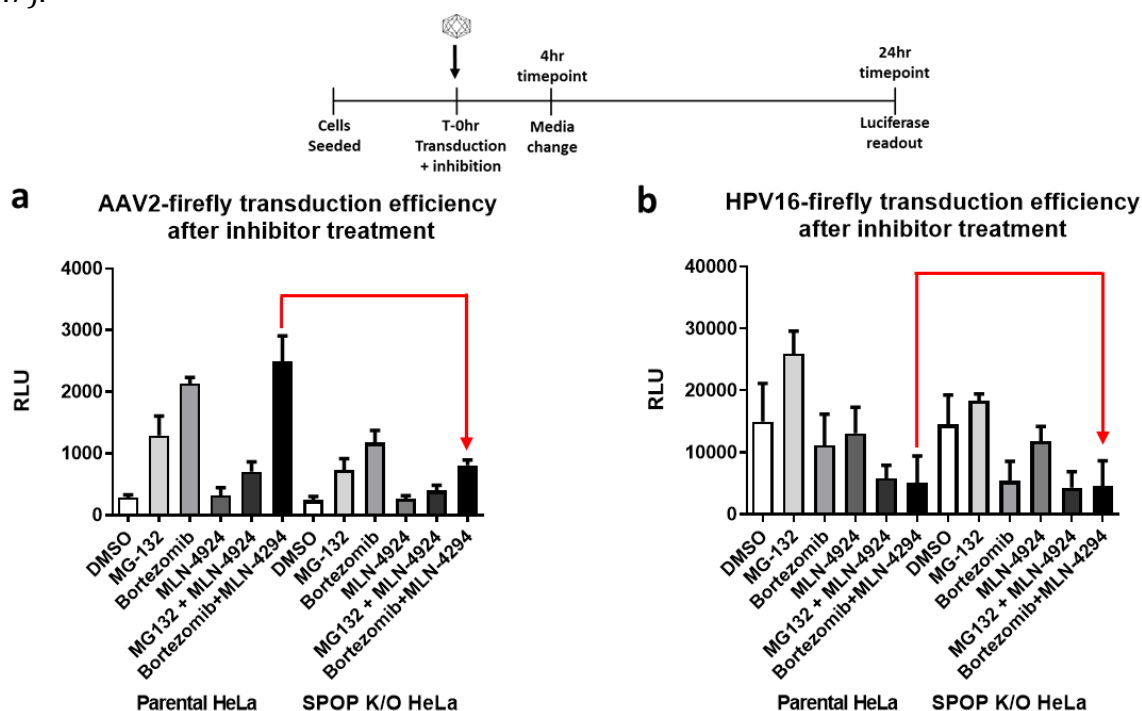 4hr
timepoint
24hr
timepoint
Cells
Seeded
T-0hr
Transduction
+ inhibition
Media
change
Luciferase
readout
a
AAV2-firefly transduction efficiency
after inhibitor treatment
4000
3000
2000
1000
0
RLU
DMSO
MG-132
Bortezomib
MLN-4924
MG132 + MLN-4924
Bortezomib+MLN-4294
DMSO
MG-132
Bortezomib
MLN-4924
MG132 + MLN-4924
Bortezomib+MLN-4294
Parental HeLa
SPOP K/O HeLa
b
HPV16-firefly transduction efficiency
after inhibitor treatment
40000
30000
20000
10000
0
RLU
DMSO
MG-132
Bortezomib
MLN-4924
MG132 + MLN-4924
Bortezomib+MLN-4294
DMSO
MG-132
Bortezomib
MLN-4924
MG132 + MLN-4924
Bortezomib+MLN-4294
Parental HeLa
SPOP K/O HeLa